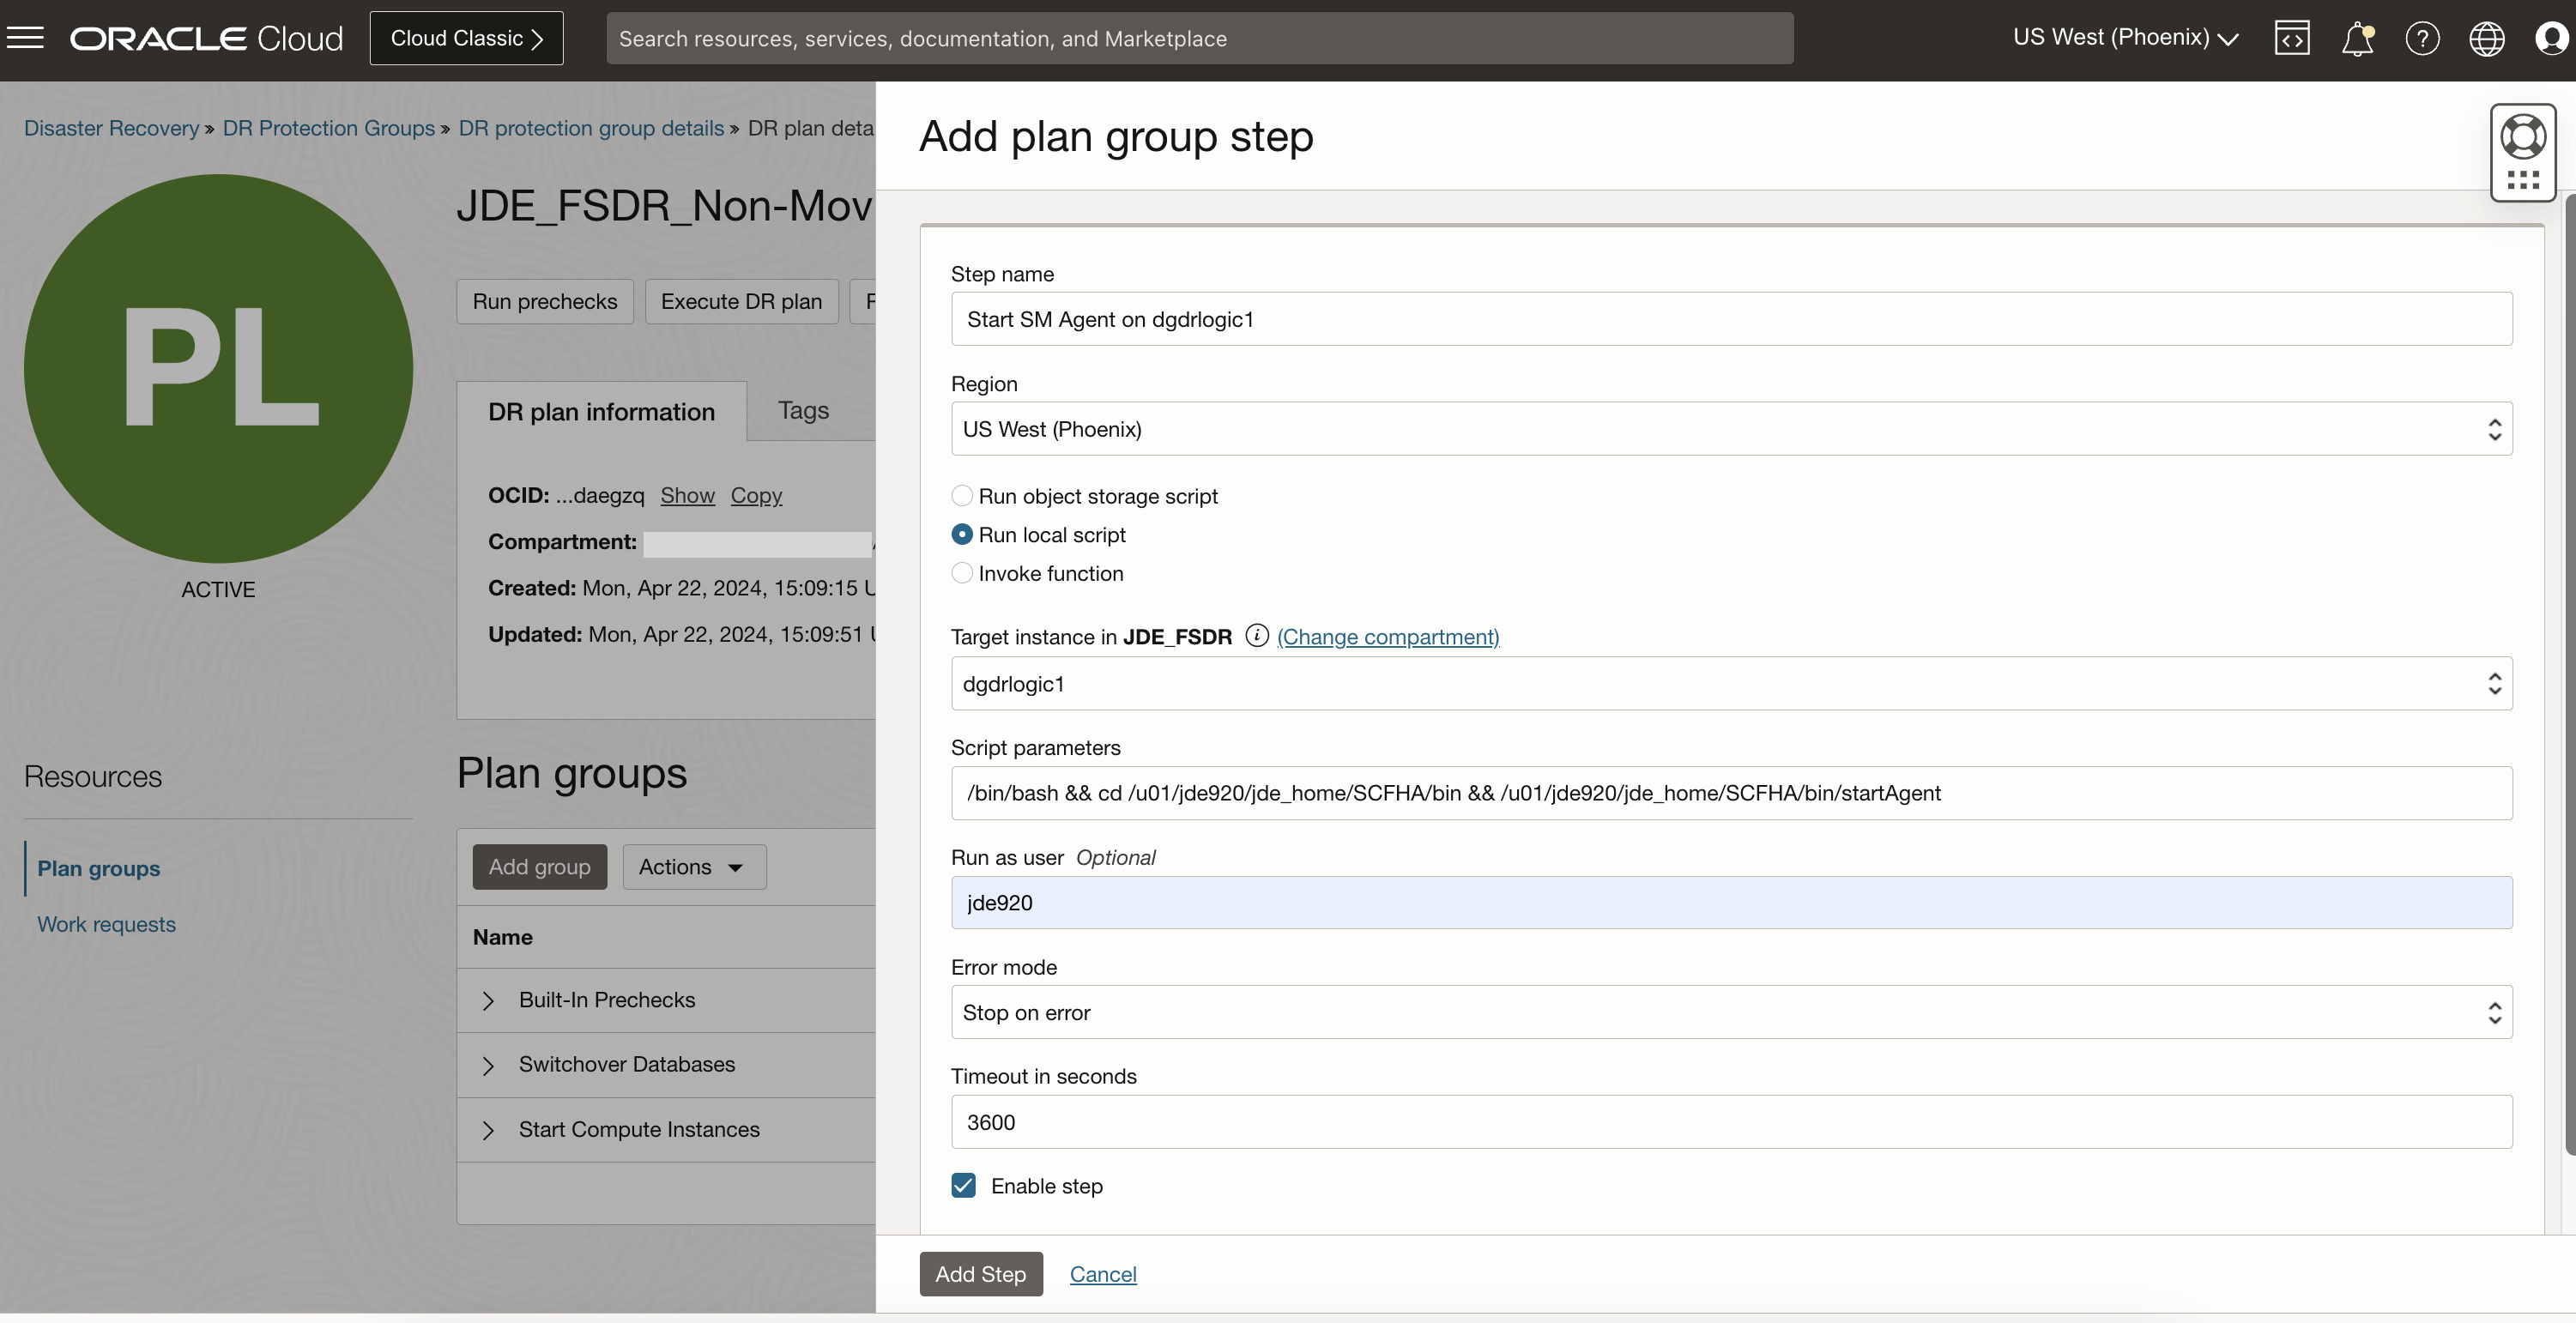 ORACLE Cloud
Cloud Classic
Search resources, services, documentation, and Marketplace
US West (Phoenix)
Disaster Recovery » DR Protection Groups » DR protection group details » DR plan deta
PL
ACTIVE
JDE_FSDR_Non-Mov
Run prechecks
Execute DR plan
DR plan information
Tags
OCID: ...daegzq Show Copy
Compartment:
Created: Mon, Apr 22, 2024, 15:09:15 U
Updated: Mon, Apr 22, 2024, 15:09:51 U
Resources
Plan groups
Work requests
Plan groups
Add group
Actions
Name
Built-In Prechecks
Switchover Databases
Start Compute Instances
Add plan group step
Step name
Start SM Agent on dgdrlogic1
Region
US West (Phoenix)
Run object storage script
Run local script
Invoke function
Target instance in JDE_FSDR (Change compartment)
dgdrlogic1
Script parameters
/bin/bash && cd /u01/jde920/jde_home/SCFHA/bin && /u01/jde920/jde_home/SCFHA/bin/startAgent
Run as user Optional
jde920
Error mode
Stop on error
Timeout in seconds
3600
Enable step
Add Step
Cancel